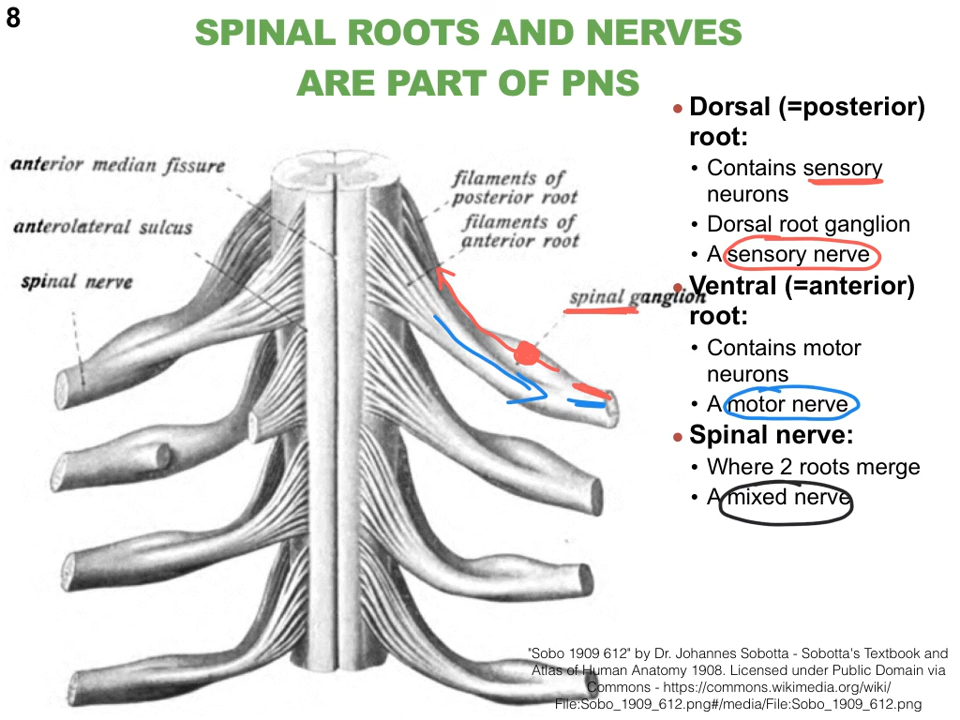 8
SPINAL ROOTS AND NERVES
ARE PART OF PNS
anterior median fissure
anterolateral sulcus
spinal nerve
filaments of
posterior root
filaments of
anterior root
spinal ganglion
• Dorsal (=posterior)
root:
• Contains sensory
neurons
• Dorsal root ganglion
• A sensory nerve
• Ventral (=anterior)
root:
• Contains motor
neurons
• A motor nerve
• Spinal nerve:
• Where 2 roots merge
• A mixed nerve
"Sobo 1909 612" by Dr. Johannes Sobotta - Sobotta's Textbook and
Atlas of Human Anatomy 1908. Licensed under Public Domain via
Commons - https://commons.wikimedia.org/wiki/
File:Sobo_1909_612.png#/media/File:Sobo_1909_612.png